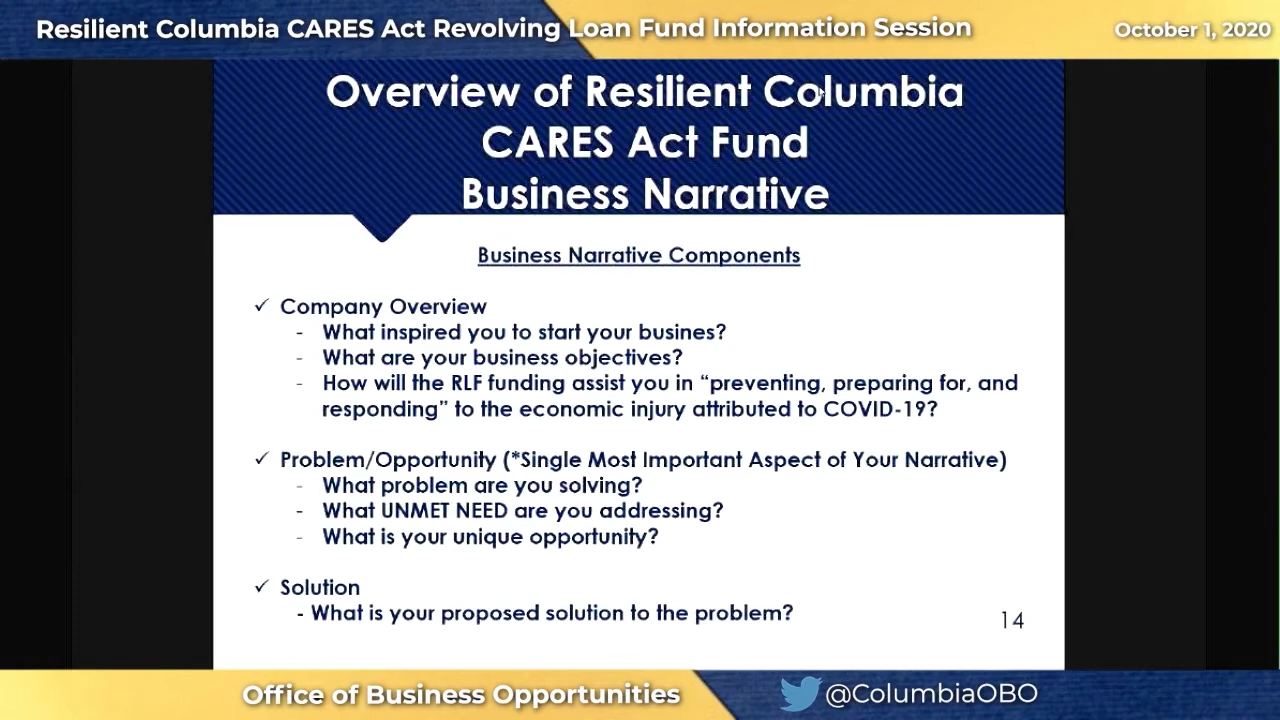 Resilient Columbia CARES Act Revolving Loan Fund Information Session
October 1, 2020
Overview of Resilient Columbia
CARES Act Fund
Business Narrative
Business Narrative Components
✓ Company Overview
- What inspired you to start your busines?
- What are your business objectives?
- How will the RLF funding assist you in “preventing, preparing for, and
responding” to the economic injury attributed to COVID-19?
✓ Problem/Opportunity (*Single Most Important Aspect of Your Narrative)
- What problem are you solving?
- What UNMET NEED are you addressing?
- What is your unique opportunity?
✓ Solution
- What is your proposed solution to the problem?
14
Office of Business Opportunities
@ColumbiaOBO